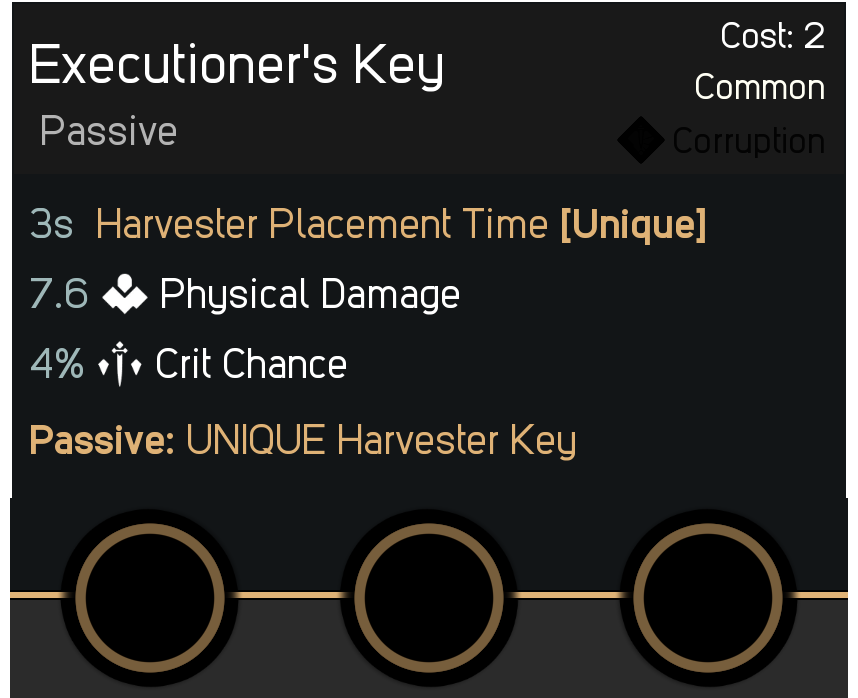 Executioner's Key
Cost: 2
Common
Passive
Corruption
3s Harvester Placement Time [Unique]
7.6 Physical Damage
4% Crit Chance
Passive: UNIQUE Harvester Key